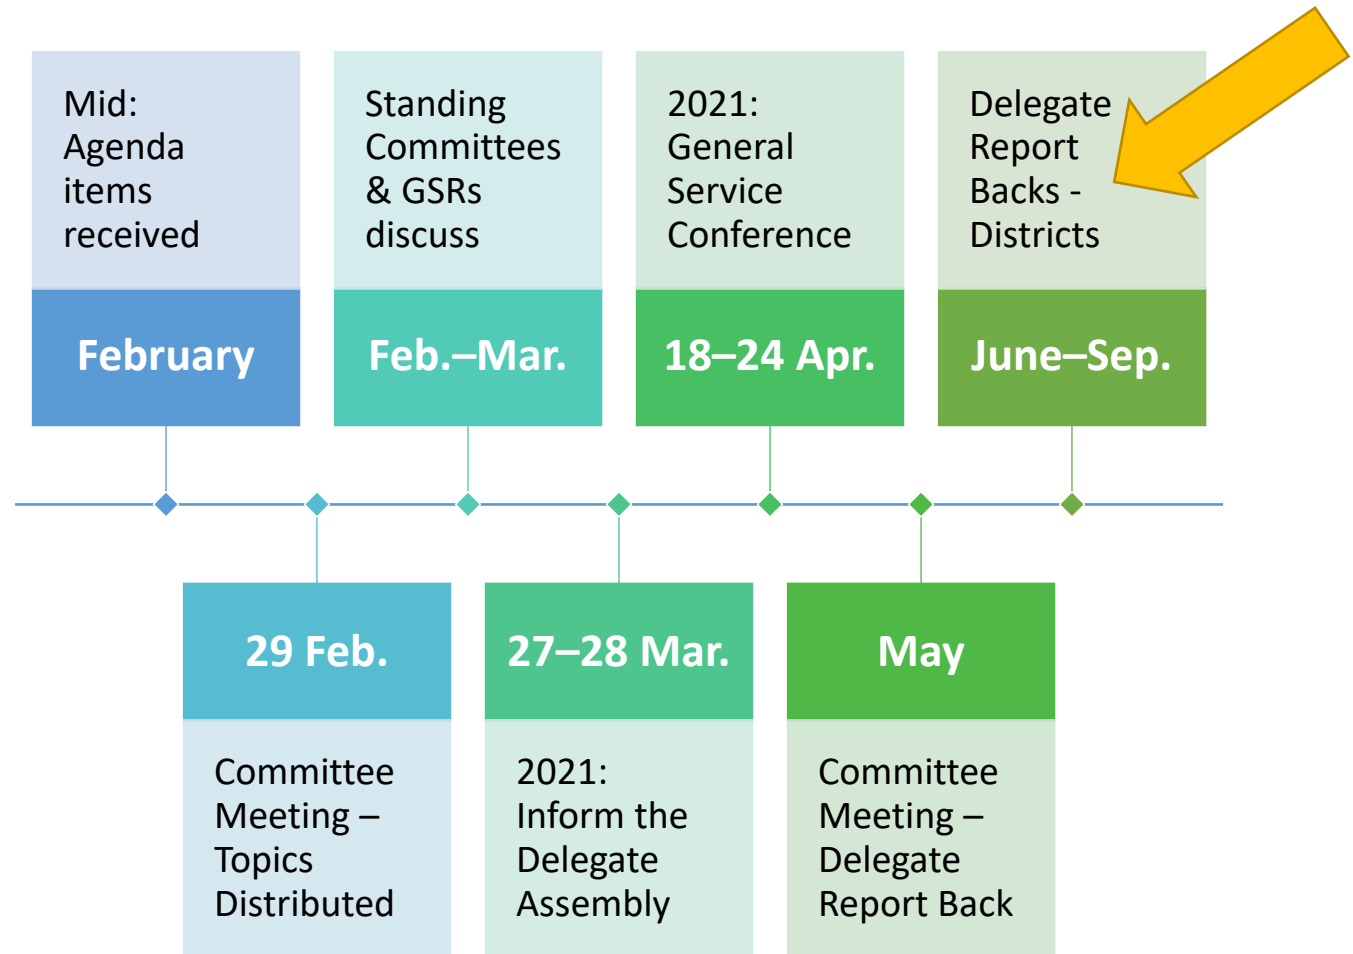 Mid:
Agenda
items
received
February
Standing
Committees
& GSRs
discuss
Feb.–Mar.
2021:
General
Service
Conference
18–24 Apr.
Delegate
Report
Backs -
Districts
June–Sep.
29 Feb.
Committee
Meeting –
Topics
Distributed
27–28 Mar.
2021:
Inform the
Delegate
Assembly
May
Committee
Meeting –
Delegate
Report Back